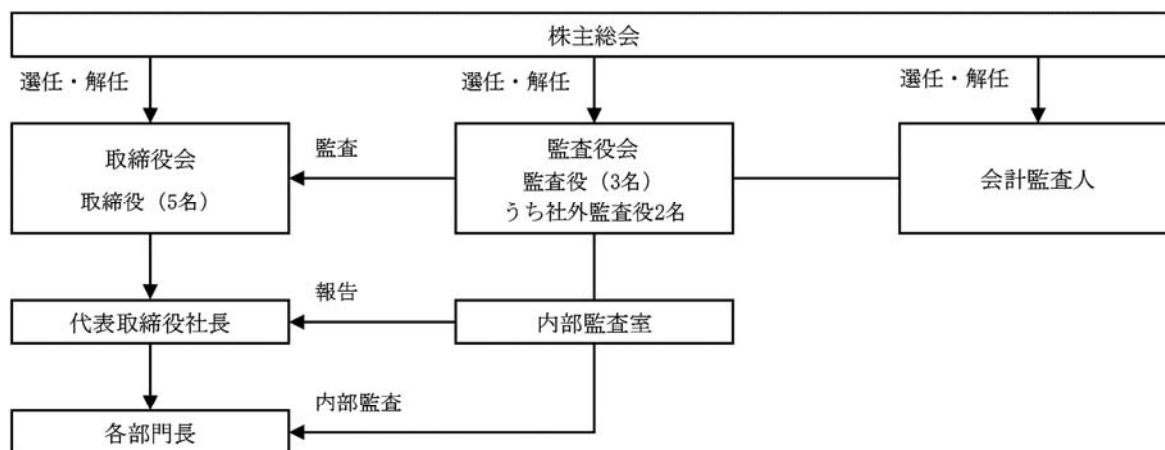 株主総会
選任・解任
選任・解任
選任・解任
取締役会
取締役（5名）
監査
監査役会
監査役（3名）
うち社外監査役2名
会計監査人
代表取締役社長
報告
内部監査室
内部監査
各部門長